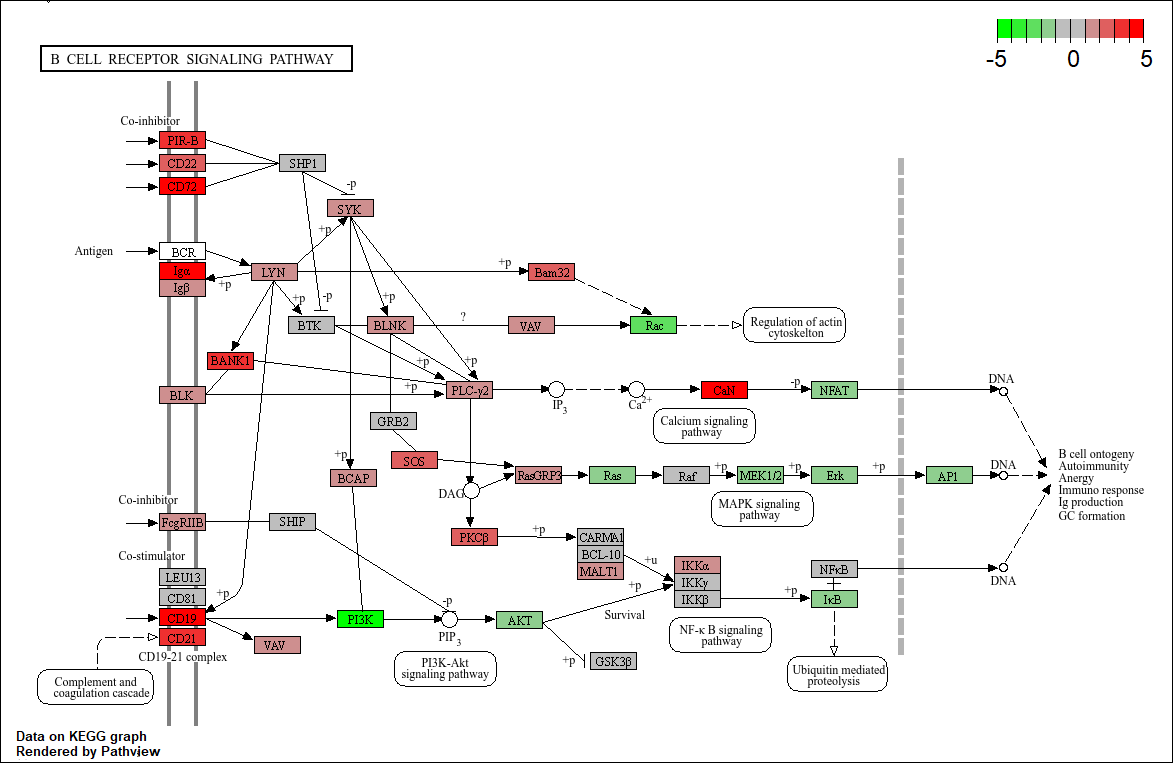 B CELL RECEPTOR SIGNALING PATHWAY
-5 0 5
Co-inhibitor
PIR-B
CD22
SHP1
CD72
-p
SYK
+p
Antigen
BCR
Igα
LYN
+p
Bam32
Igβ
+p
+p
-p
+p
BTK
BLNK
?
VAV
Rac
Regulation of actin
cytoskelton
BANK1
+p
+p
BLK
+p
PLC-γ2
IP3
Ca2+
CaN
-p
NFAT
DNA
Calcium signaling
pathway
GRB2
SOS
+p
BCAP
RasGRP3
Ras
Raf
+p
MEK1/2
+p
Erk
+p
AP1
DNA
DAG
MAPK signaling
pathway
B cell ontogeny
Autoimmunity
Anergy
Immuno response
Ig production
GC formation
Co-inhibitor
FcgRIIB
SHIP
PKCβ
+p
CARMA1
BCL-10
MALT1
+u
+p
IKKα
IKKγ
IKKβ
+p
NFκB
IκB
DNA
Co-stimulator
LEU13
CD81
+p
CD19
CD21
CD19-21 complex
VAV
PI3K
-p
PIP3
AKT
Survival
+p
GSK3β
NF-κ B signaling
pathway
PI3K-Akt
signaling pathway
Ubiquitin mediated
proteolysis
Complement and
coagulation cascade
Data on KEGG graph
Rendered by Pathview